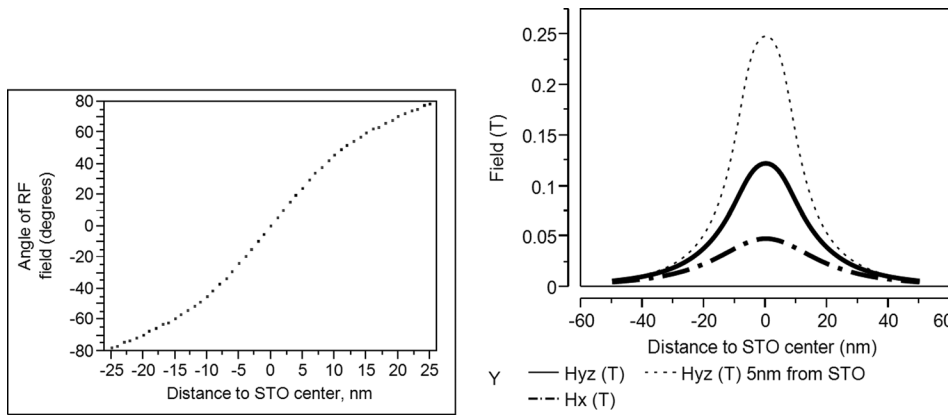 80
60
40
20
0
-20
-40
-60
-80
Angle of RF
field (degrees)
-25 -20 -15 -10 -5 0 5 10 15 20 25
Distance to STO center, nm
0.25
0.2
0.15
0.1
0.05
0
Field (T)
-60 -40 -20 0 20 40 60
Distance to STO center (nm)
Y Hyz (T) Hyz (T) 5nm from STO
Hx (T)